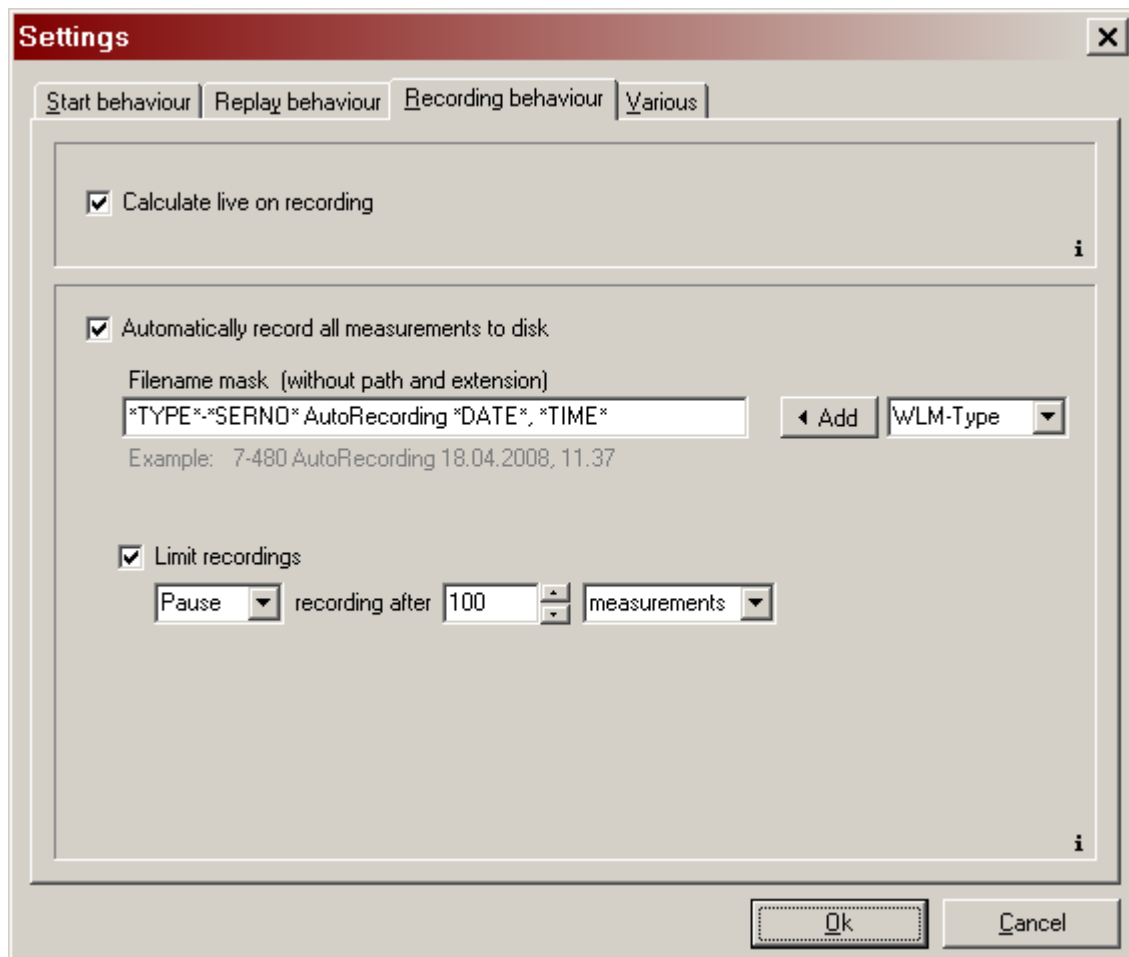 Settings
Start behaviour Replay behaviour Recording behaviour Various
Calculate live on recording
i
Automatically record all measurements to disk
Filename mask (without path and extension)
*TYPE*-*SERNO* AutoRecording *DATE*, *TIME* Add WLM-Type
Example: 7-480 AutoRecording 18.04.2008, 11.37
Limit recordings
Pause recording after 100 measurements
i
Ok Cancel